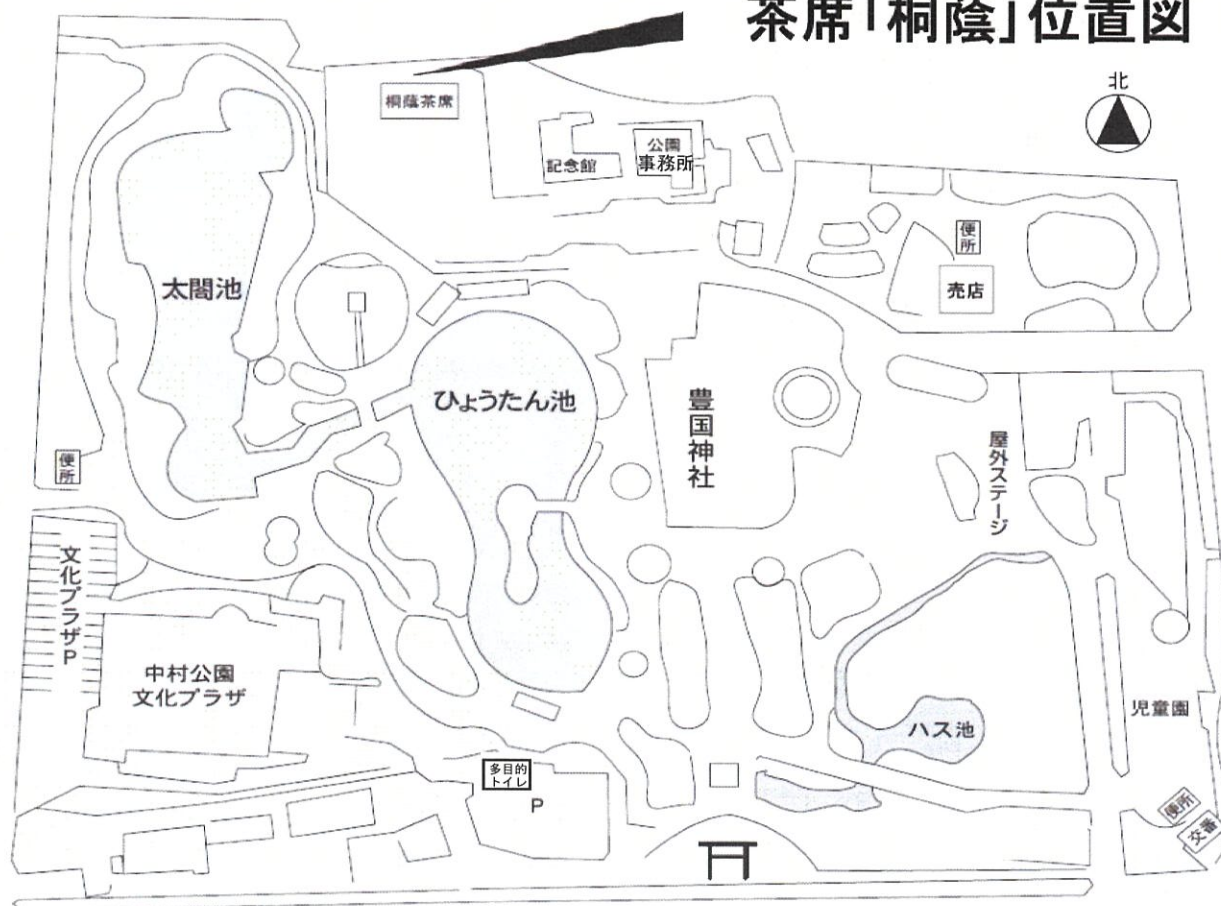 茶席「桐陰」位置図
北
桐蔭茶席
記念館
公園
事務所
便所
売店
太閤池
ひょうたん池
豊国神社
屋外ステージ
便所
文化プラザP
中村公園
文化プラザ
多目的
トイレ
P
ハス池
児童園
便所
交番